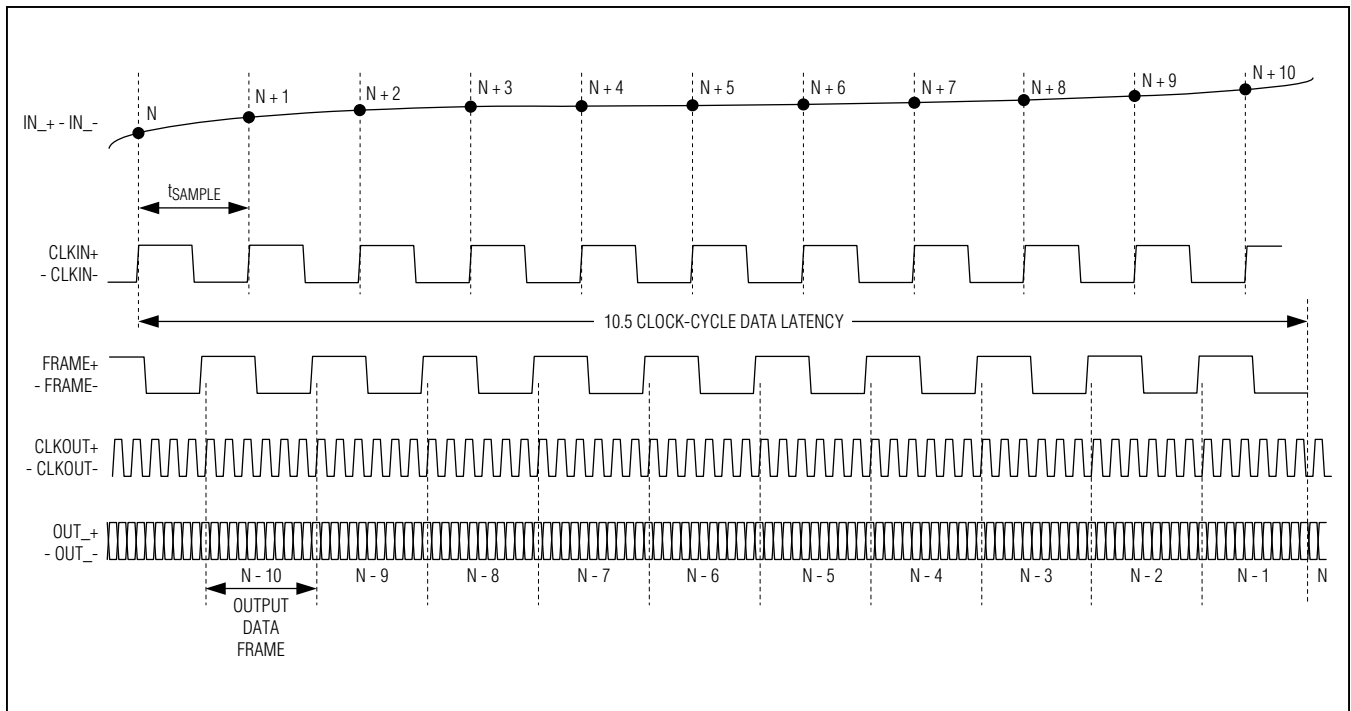 N
N + 1
N + 2
N + 3
N + 4
N + 5
N + 6
N + 7
N + 8
N + 9
N + 10
IN_+ - IN_-
tSAMPLE
CLKIN+
- CLKIN-
10.5 CLOCK-CYCLE DATA LATENCY
FRAME+
- FRAME-
CLKOUT+
- CLKOUT-
OUT_+
- OUT_-
N - 10
N - 9
N - 8
N - 7
N - 6
N - 5
N - 4
N - 3
N - 2
N - 1
N
OUTPUT
DATA
FRAME